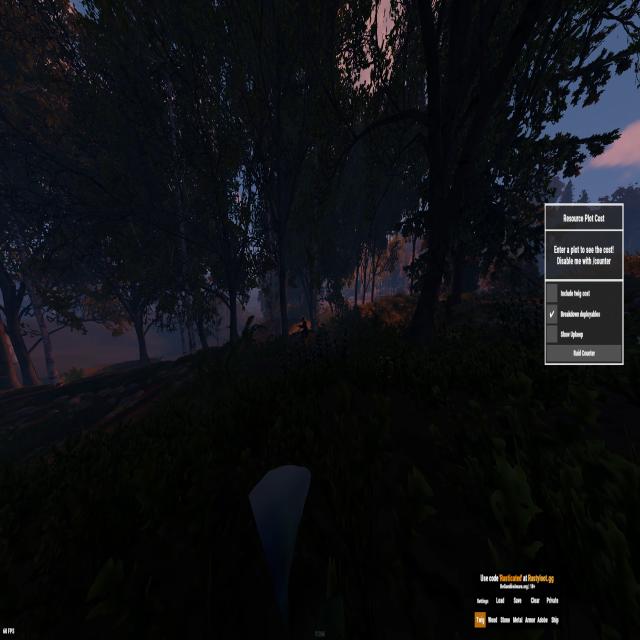 Resource Plot Cost
Enter a plot to see the cost!
Disable me with /counter
Include twig cost
✓ Breakdown deployables
Show Upkeep
Raid Counter
Use code 'Rusticated' at Rustyloot.gg
Settings Load Save Clear Private
Twig Wood Stone Metal Armor Adobe Skip
60 FPS